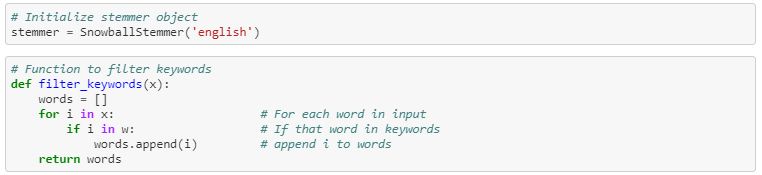 # Initialize stemmer object
stemmer = SnowballStemmer('english')
# Function to filter keywords
def filter_keywords(x):
    words = []
    for i in x:                   # For each word in input
        if i in w:                # If that word in keywords
            words.append(i)       # append i to words
    return words